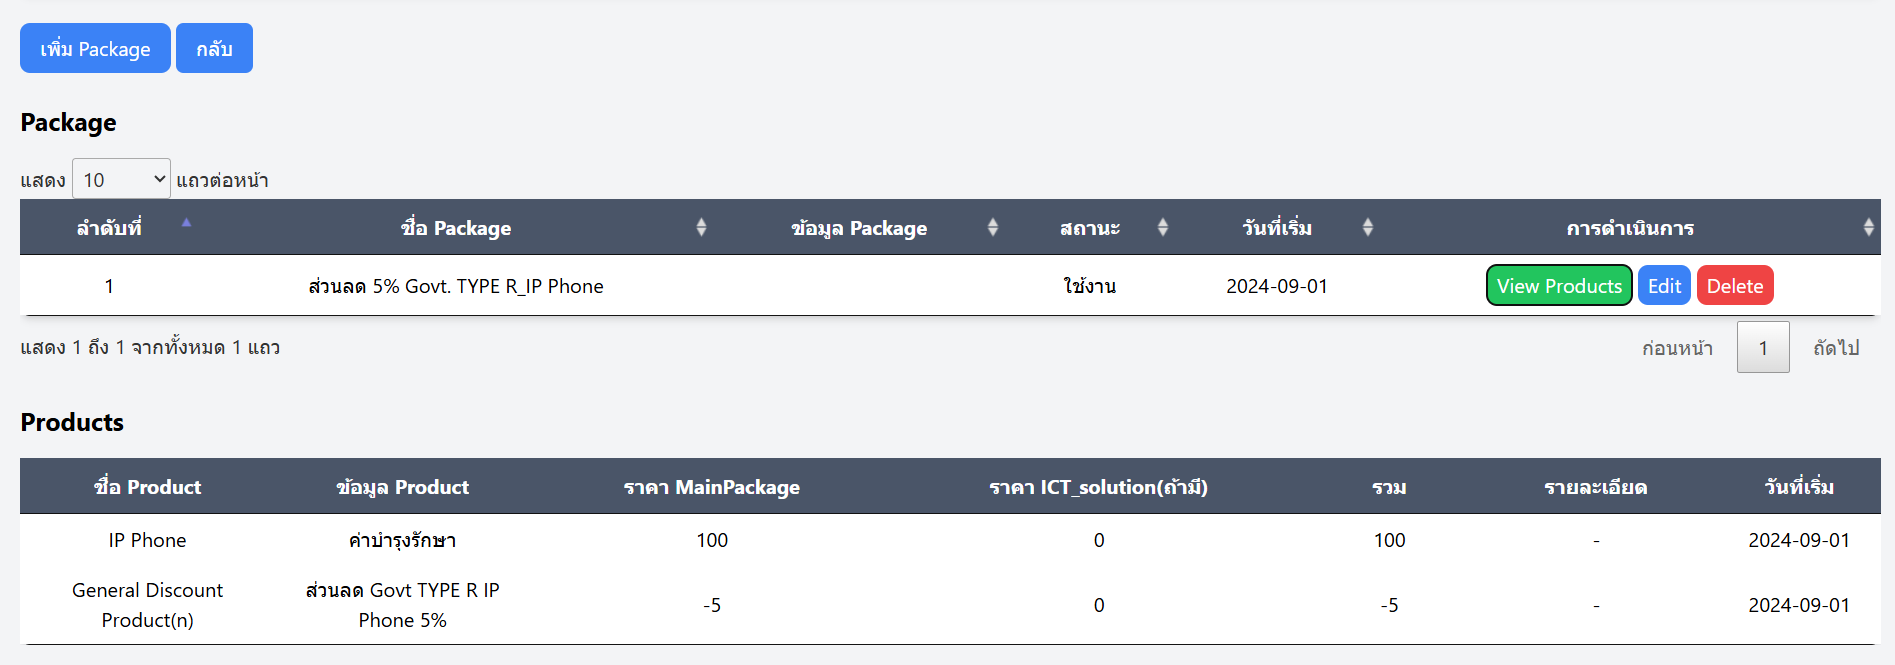 เพิ่ม Package กลับ
Package
แสดง 10 แถวต่อหน้า
ลำดับที่ ชื่อ Package ข้อมูล Package สถานะ วันที่เริ่ม การดำเนินการ
1 ส่วนลด 5% Govt. TYPE R_IP Phone ใช้งาน 2024-09-01 View Products Edit Delete
แสดง 1 ถึง 1 จากทั้งหมด 1 แถว ก่อนหน้า 1 ถัดไป
Products
ชื่อ Product ข้อมูล Product ราคา MainPackage ราคา ICT_solution(ถ้ามี) รวม รายละเอียด วันที่เริ่ม
IP Phone ค่าบำรุงรักษา 100 0 100 - 2024-09-01
General Discount ส่วนลด Govt TYPE R IP
-5 0 -5 - 2024-09-01
Product(n) Phone 5%